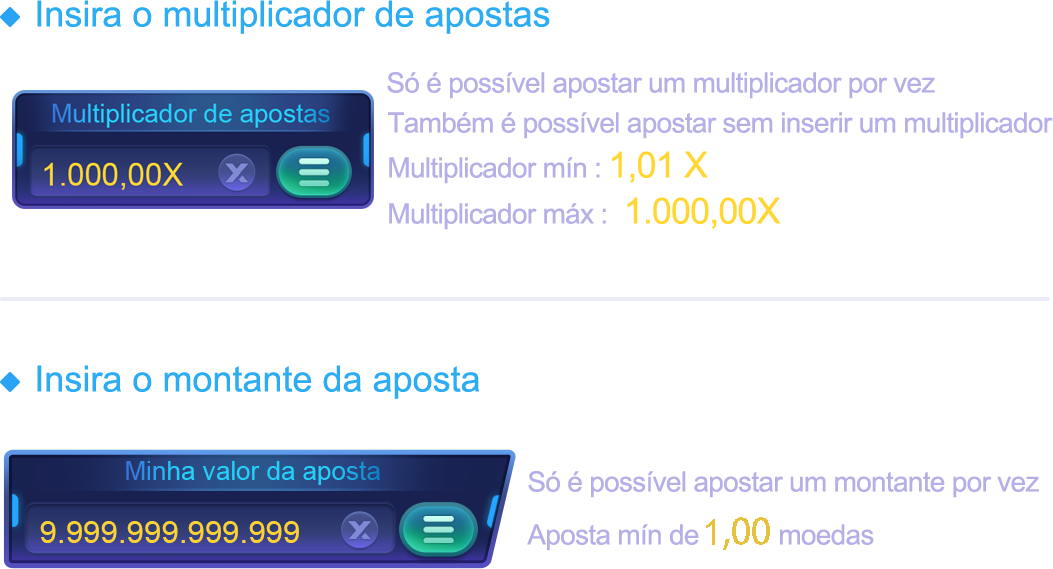 Insira o multiplicador de apostas
Multiplicador de apostas
1.000,00X
X
Só é possível apostar um multiplicador por vez
Também é possível apostar sem inserir um multiplicador
Multiplicador mín : 1,01 X
Multiplicador máx : 1.000,00X
Insira o montante da aposta
Minha valor da aposta
9.999.999.999.999
X
Só é possível apostar um montante por vez
Aposta mín de 1,00 moedas